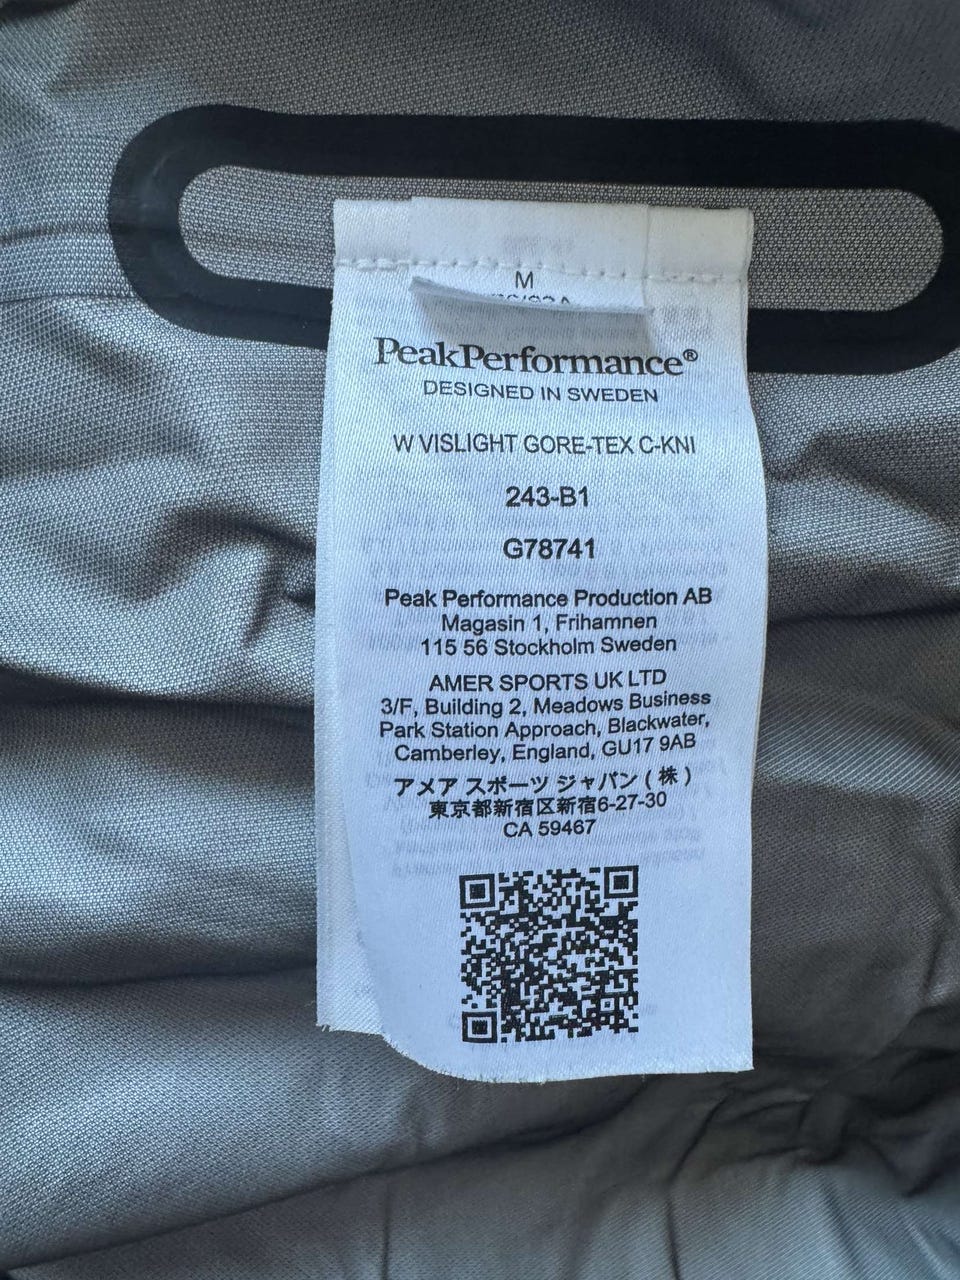 M
PeakPerformance®
DESIGNED IN SWEDEN
W VISLIGHT GORE-TEX C-KNI
243-B1
G78741
Peak Performance Production AB
Magasin 1, Frihamnen
115 56 Stockholm Sweden
AMER SPORTS UK LTD
3/F, Building 2, Meadows Business
Park Station Approach, Blackwater,
Camberley, England, GU17 9AB
アメア スポーツ ジャパン ( 株 )
東京都新宿区新宿6-27-30
CA 59467